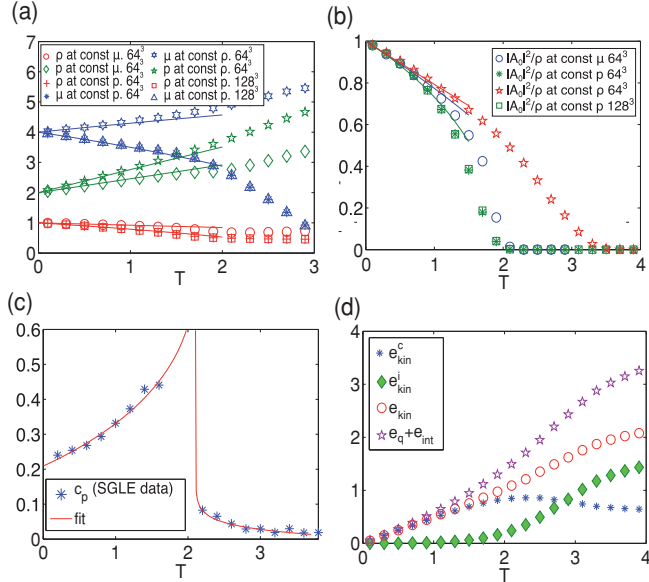 (a)
7
6
5
4
3
2
1
0
0 1 2 3
T
ρ at const μ. 64³
p at const μ. 64³
ρ at const p. 64³
μ at const p. 64³
μ at const ρ. 64³
p at const ρ. 64³
ρ at const p. 128³
μ at const p. 128³
(b)
1
0.8
0.6
0.4
0.2
0
0 1 2 3 4
T
|A₀|²/ρ at const μ 64³
|A₀|²/ρ at const p 64³
|A₀|²/ρ at const ρ 64³
|A₀|²/ρ at const p 128³
(c)
0.6
0.5
0.4
0.3
0.2
0.1
0
0 1 2 3
T
cₚ (SGLE data)
fit
(d)
4
3
2
1
0
0 1 2 3 4
T
e^c_kin
e^i_kin
e_kin
e_q+e_int